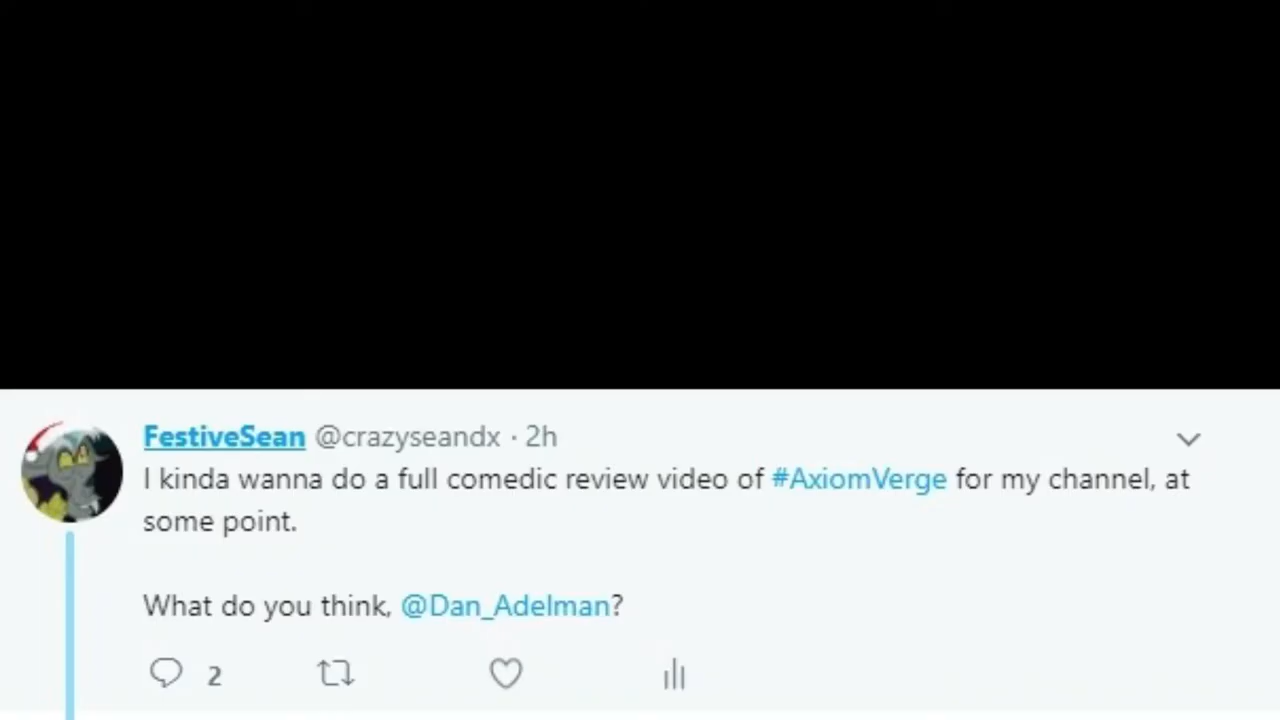 FestiveSean @crazyseandx · 2h
I kinda wanna do a full comedic review video of #AxiomVerge for my channel, at
some point.
What do you think, @Dan_Adelman?
2